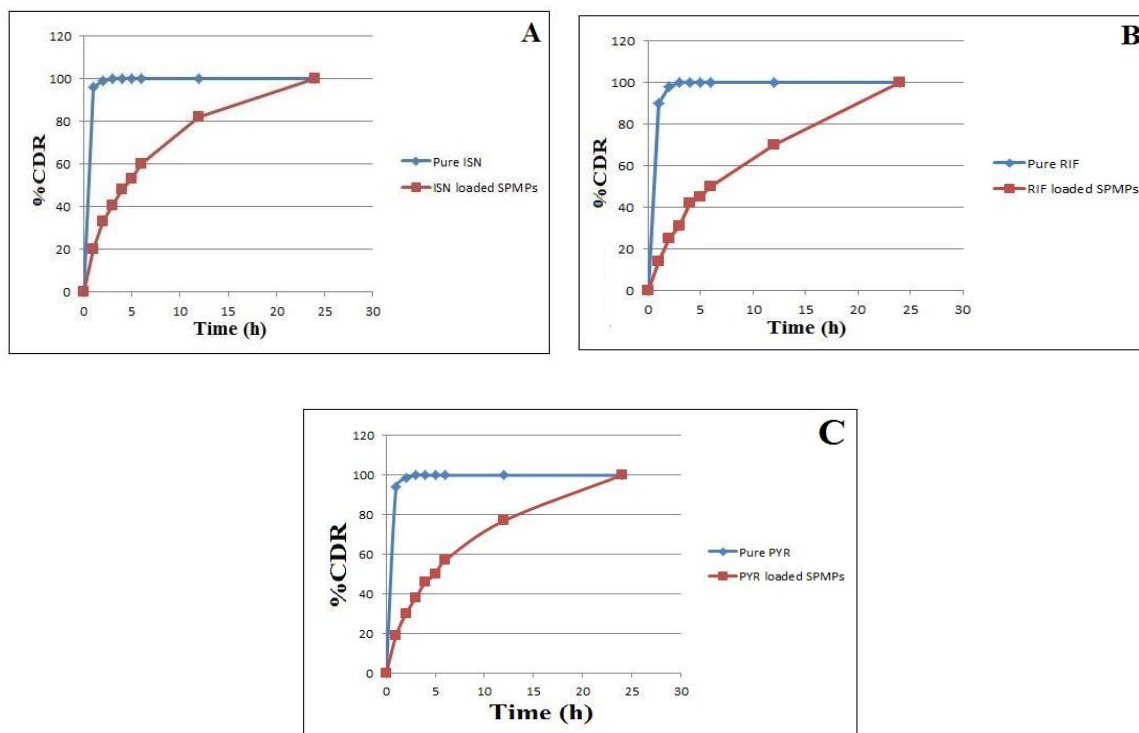 A
%CDR
120
100
80
60
40
20
0
0 5 10 15 20 25 30
Time (h)
Pure ISN
ISN loaded SPMPs
B
%CDR
120
100
80
60
40
20
0
0 5 10 15 20 25 30
Time (h)
Pure RIF
RIF loaded SPMPs
C
%CDR
120
100
80
60
40
20
0
0 5 10 15 20 25 30
Time (h)
Pure PYR
PYR loaded SPMPs